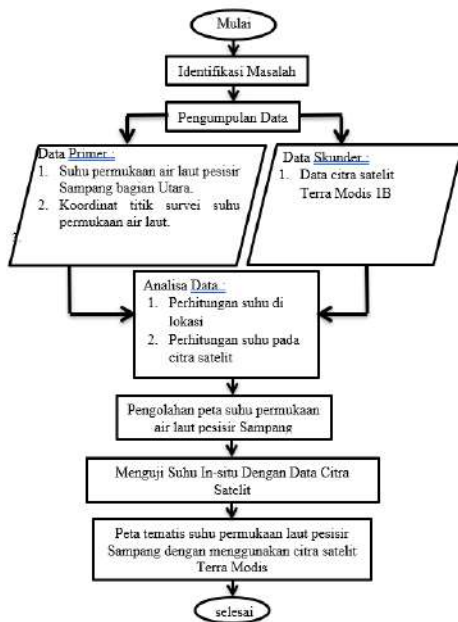 Mulai
Identifikasi Masalah
Pengumpulan Data
Data Primer :
1. Suhu permukaan air laut pesisir
Sampang bagian Utara.
2. Koordinat titik survei suhu
permukaan air laut.
Data Skunder :
1. Data citra satelit
Terra Modis 1B
Analisa Data :
1. Perhitungan suhu di
lokasi
2. Perhitungan suhu pada
citra satelit
Pengolahan peta suhu permukaan
air laut pesisir Sampang
Menguji Suhu In-situ Dengan Data Citra
Satelit
Peta tematis suhu permukaan laut pesisir
Sampang dengan menggunakan citra satelit
Terra Modis
selesai